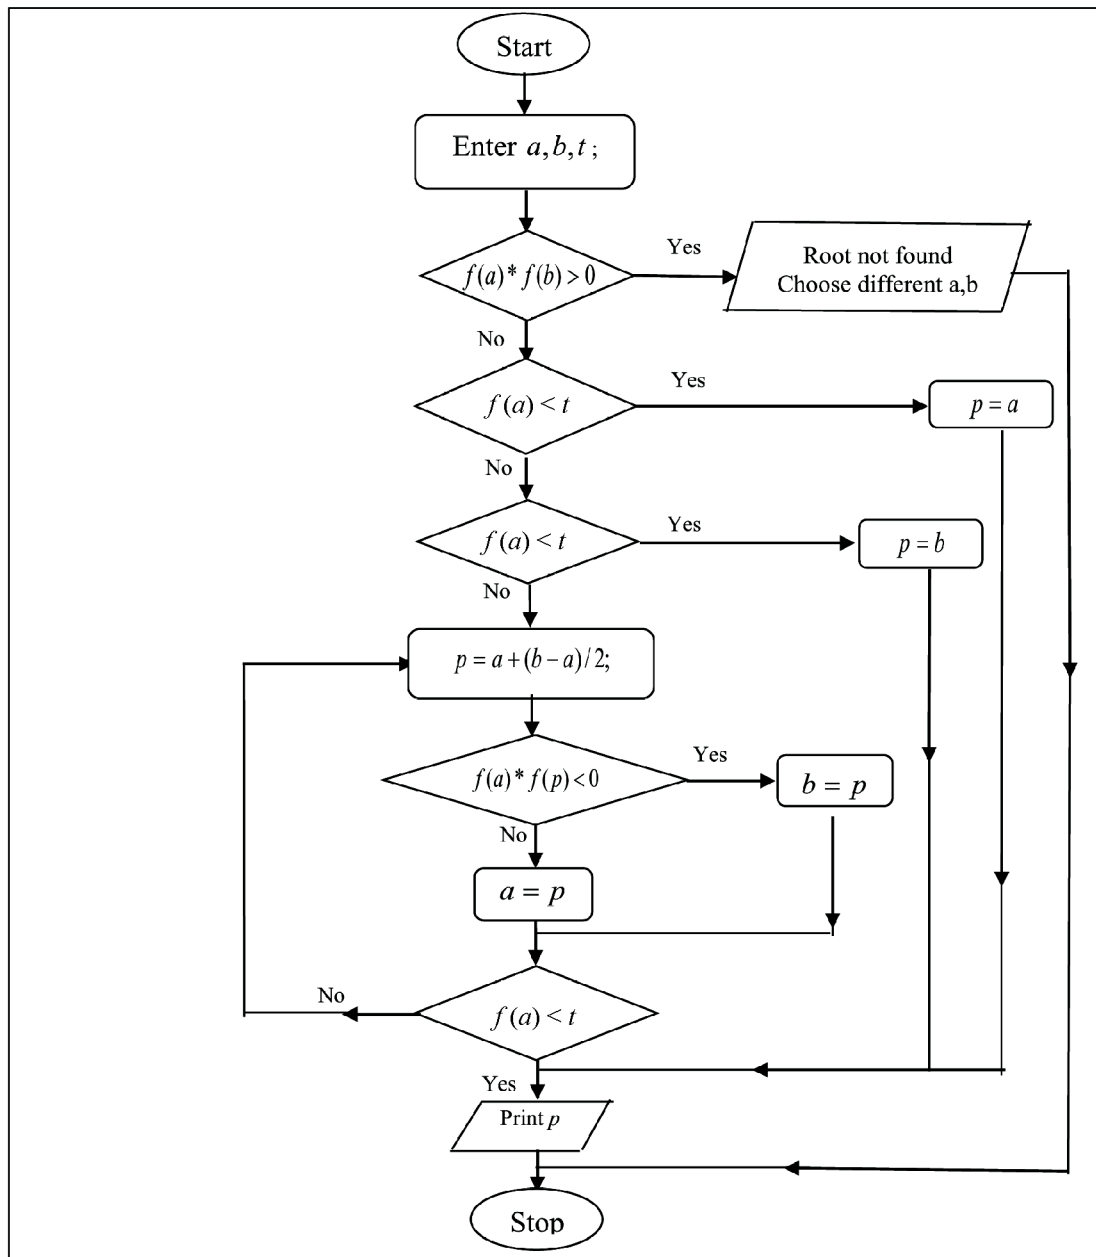 Start
Enter a,b,t;
f(a)* f(b)>0
Yes
Root not found
Choose different a,b
No
f(a)<t
Yes
p=a
No
f(a)<t
Yes
p=b
No
p=a+(b−a)/2;
f(a)* f(p)<0
Yes
b = p
No
a = p
f(a)<t
No
Yes
Print p
Stop